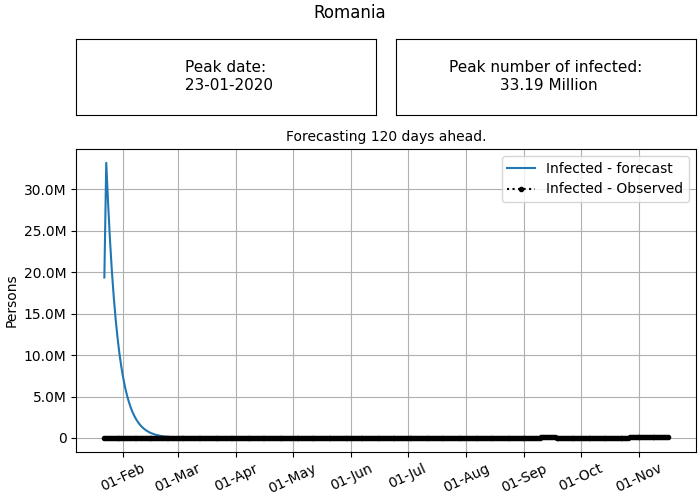 Romania
Peak date:
23-01-2020
Peak number of infected:
33.19 Million
Forecasting 120 days ahead.
Infected - forecast
Infected - Observed
Persons
30.0M
25.0M
20.0M
15.0M
10.0M
5.0M
0
01-Feb
01-Mar
01-Apr
01-May
01-Jun
01-Jul
01-Aug
01-Sep
01-Oct
01-Nov